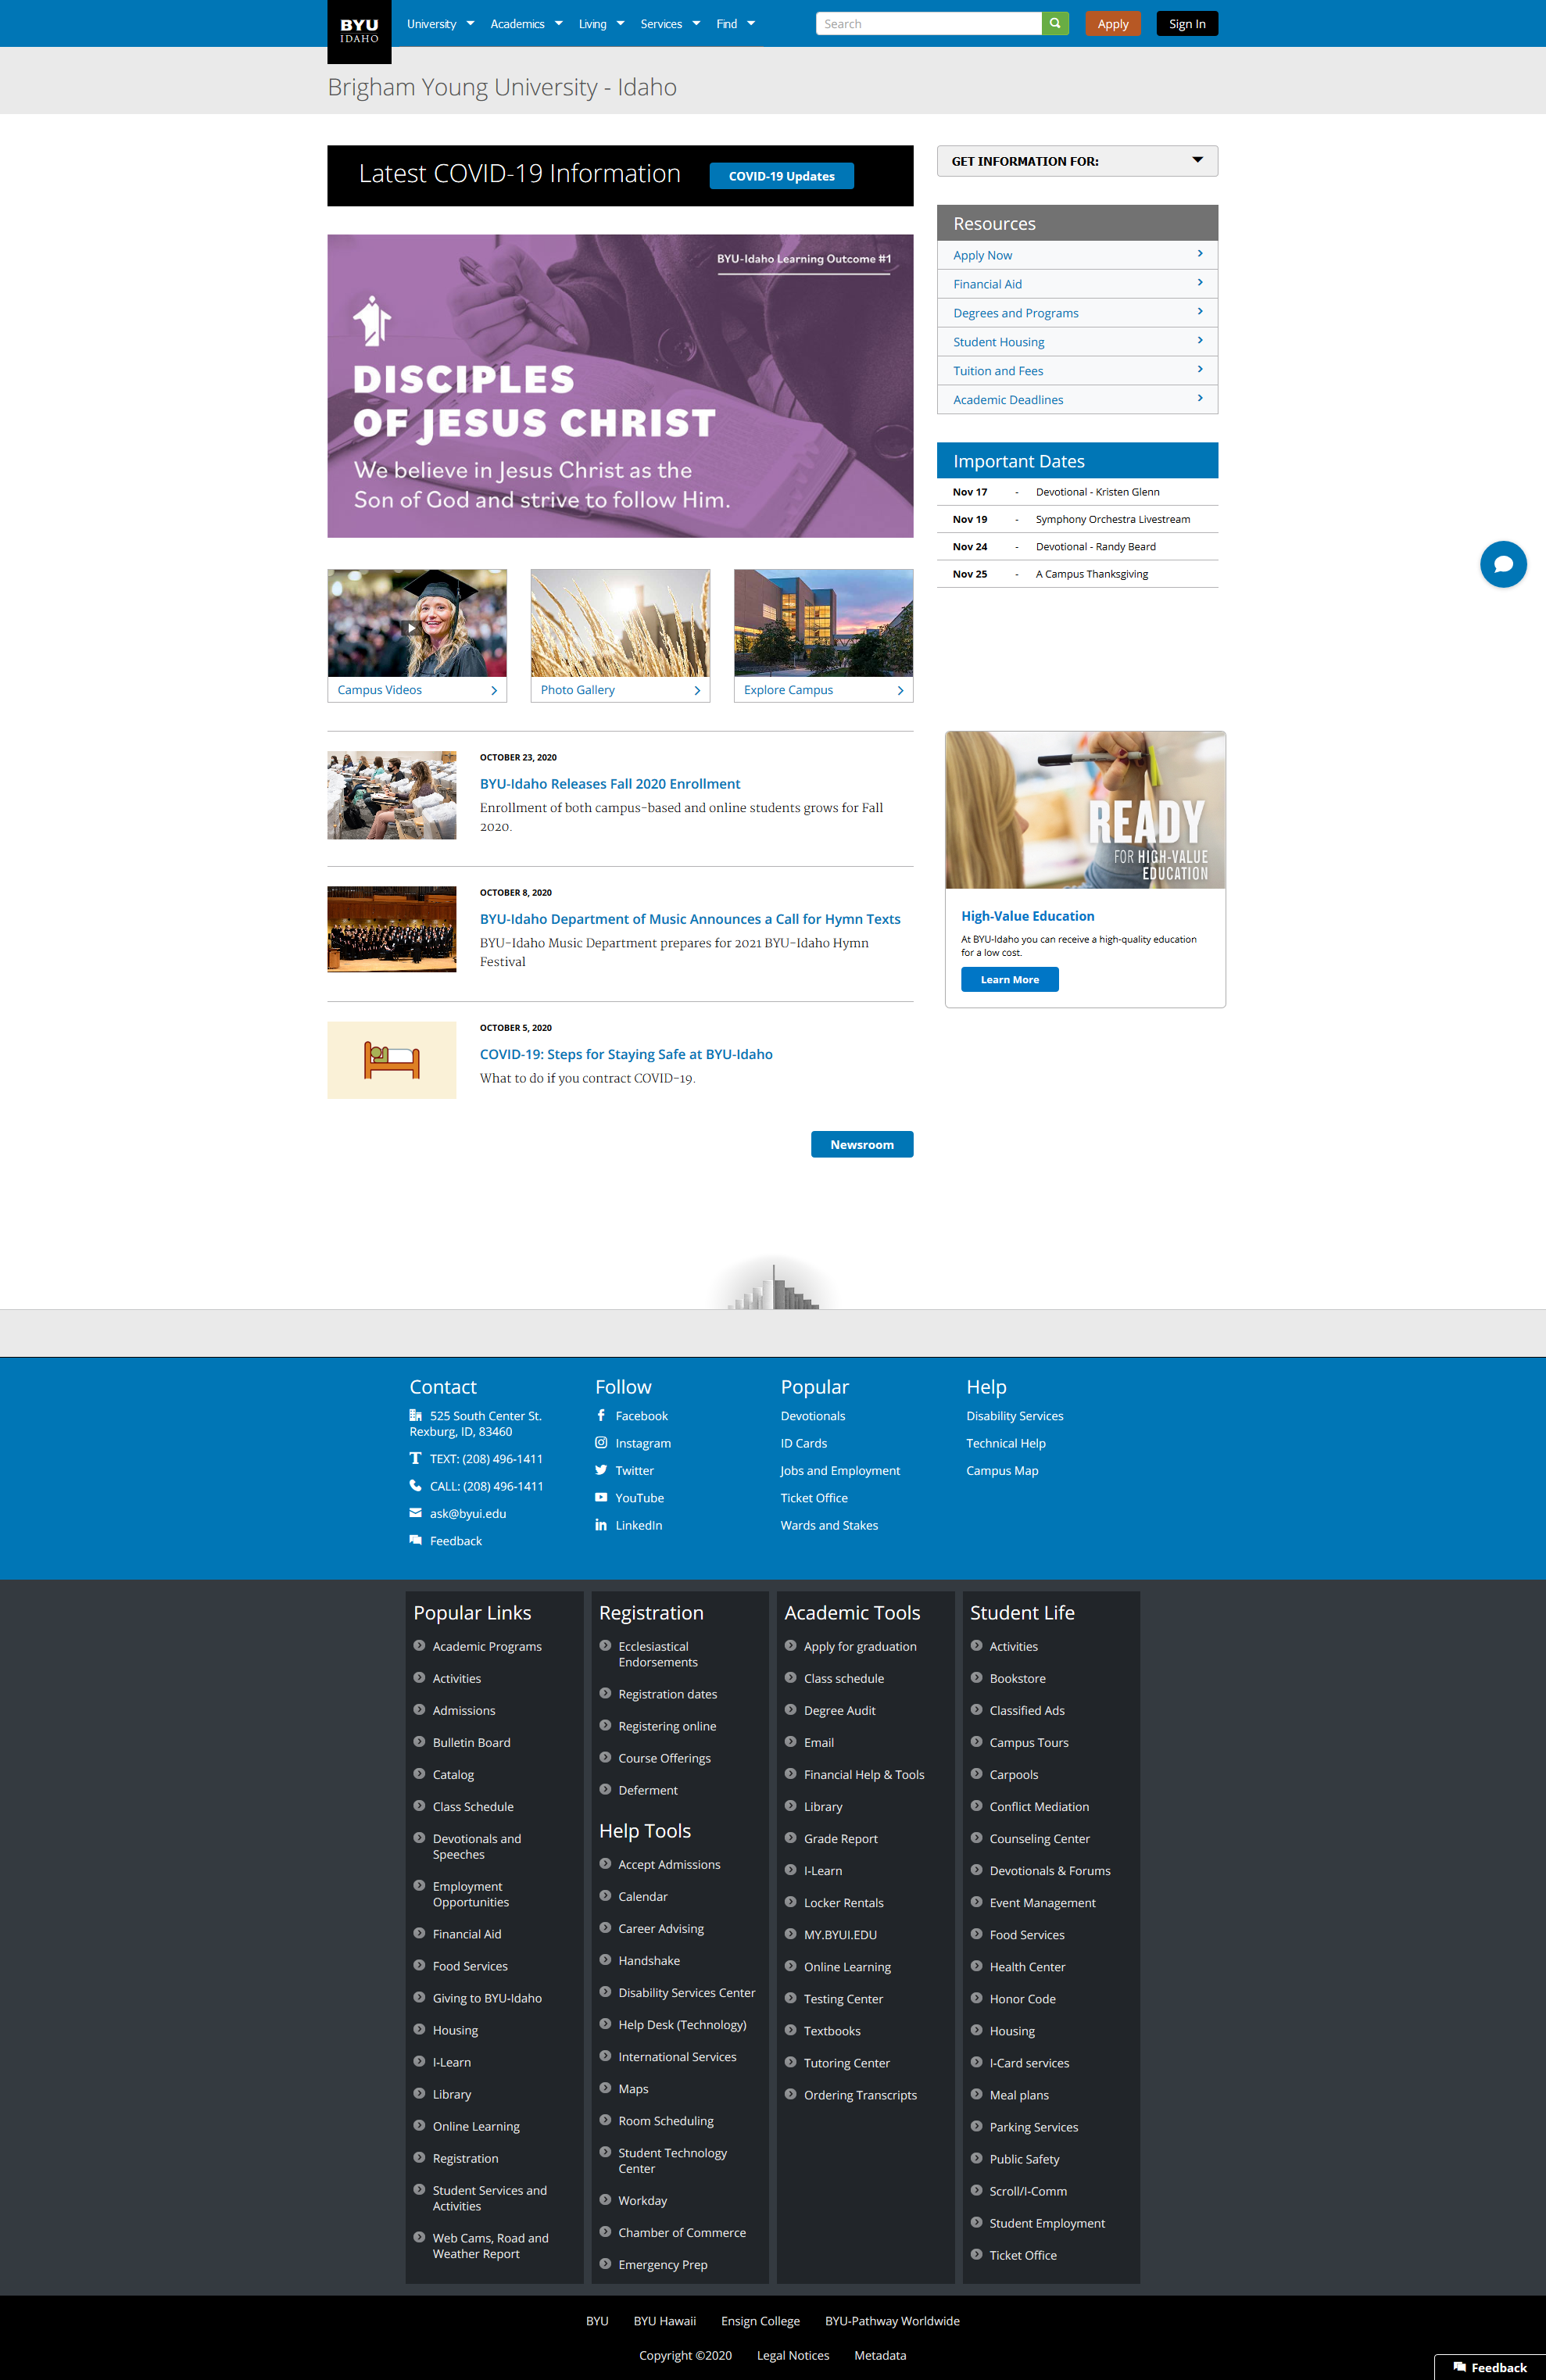 BYU
IDAHO
University
Academics
Living
Services
Find
Search
Apply
Sign In
Brigham Young University - Idaho
Latest COVID-19 Information
COVID-19 Updates
BYU-Idaho Learning Outcome #1
DISCIPLES
OF JESUS CHRIST
We believe in Jesus Christ as the
Son of God and strive to follow Him.
Campus Videos
Photo Gallery
Explore Campus
OCTOBER 23, 2020
BYU-Idaho Releases Fall 2020 Enrollment
Enrollment of both campus-based and online students grows for Fall
2020.
OCTOBER 8, 2020
BYU-Idaho Department of Music Announces a Call for Hymn Texts
BYU-Idaho Music Department prepares for 2021 BYU-Idaho Hymn
Festival
OCTOBER 5, 2020
COVID-19: Steps for Staying Safe at BYU-Idaho
What to do if you contract COVID-19.
Newsroom
GET INFORMATION FOR:
Resources
Apply Now
Financial Aid
Degrees and Programs
Student Housing
Tuition and Fees
Academic Deadlines
Important Dates
Nov 17 - Devotional - Kristen Glenn
Nov 19 - Symphony Orchestra Livestream
Nov 24 - Devotional - Randy Beard
Nov 25 - A Campus Thanksgiving
READY
FOR HIGH-VALUE
EDUCATION
High-Value Education
At BYU-Idaho you can receive a high-quality education
for a low cost.
Learn More
Contact
525 South Center St.
Rexburg, ID, 83460
TEXT: (208) 496-1411
CALL: (208) 496-1411
ask@byui.edu
Feedback
Follow
Facebook
Instagram
Twitter
YouTube
LinkedIn
Popular
Devotionals
ID Cards
Jobs and Employment
Ticket Office
Wards and Stakes
Help
Disability Services
Technical Help
Campus Map
Popular Links
Academic Programs
Activities
Admissions
Bulletin Board
Catalog
Class Schedule
Devotionals and
Speeches
Employment
Opportunities
Financial Aid
Food Services
Giving to BYU-Idaho
Housing
I-Learn
Library
Online Learning
Registration
Student Services and
Activities
Web Cams, Road and
Weather Report
Registration
Ecclesiastical
Endorsements
Registration dates
Registering online
Course Offerings
Deferment
Help Tools
Accept Admissions
Calendar
Career Advising
Handshake
Disability Services Center
Help Desk (Technology)
International Services
Maps
Room Scheduling
Student Technology
Center
Workday
Chamber of Commerce
Emergency Prep
Academic Tools
Apply for graduation
Class schedule
Degree Audit
Email
Financial Help & Tools
Library
Grade Report
I-Learn
Locker Rentals
MY.BYUI.EDU
Online Learning
Testing Center
Textbooks
Tutoring Center
Ordering Transcripts
Student Life
Activities
Bookstore
Classified Ads
Campus Tours
Carpools
Conflict Mediation
Counseling Center
Devotionals & Forums
Event Management
Food Services
Health Center
Honor Code
Housing
I-Card services
Meal plans
Parking Services
Public Safety
Scroll/I-Comm
Student Employment
Ticket Office
BYU
BYU Hawaii
Ensign College
BYU-Pathway Worldwide
Copyright ©2020
Legal Notices
Metadata
Feedback